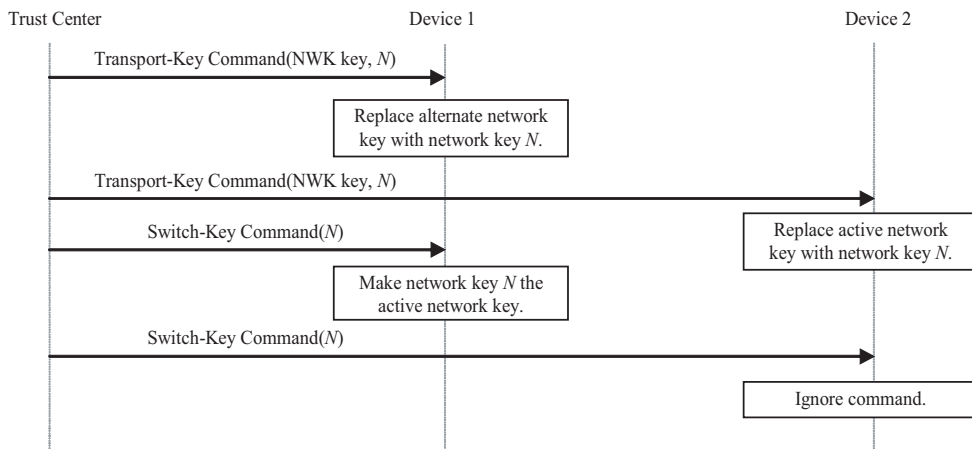 Trust Center
Device 1
Device 2
Transport-Key Command(NWK key, N)
Replace alternate network
key with network key N.
Transport-Key Command(NWK key, N)
Replace active network
key with network key N.
Switch-Key Command(N)
Make network key N the
active network key.
Switch-Key Command(N)
Ignore command.